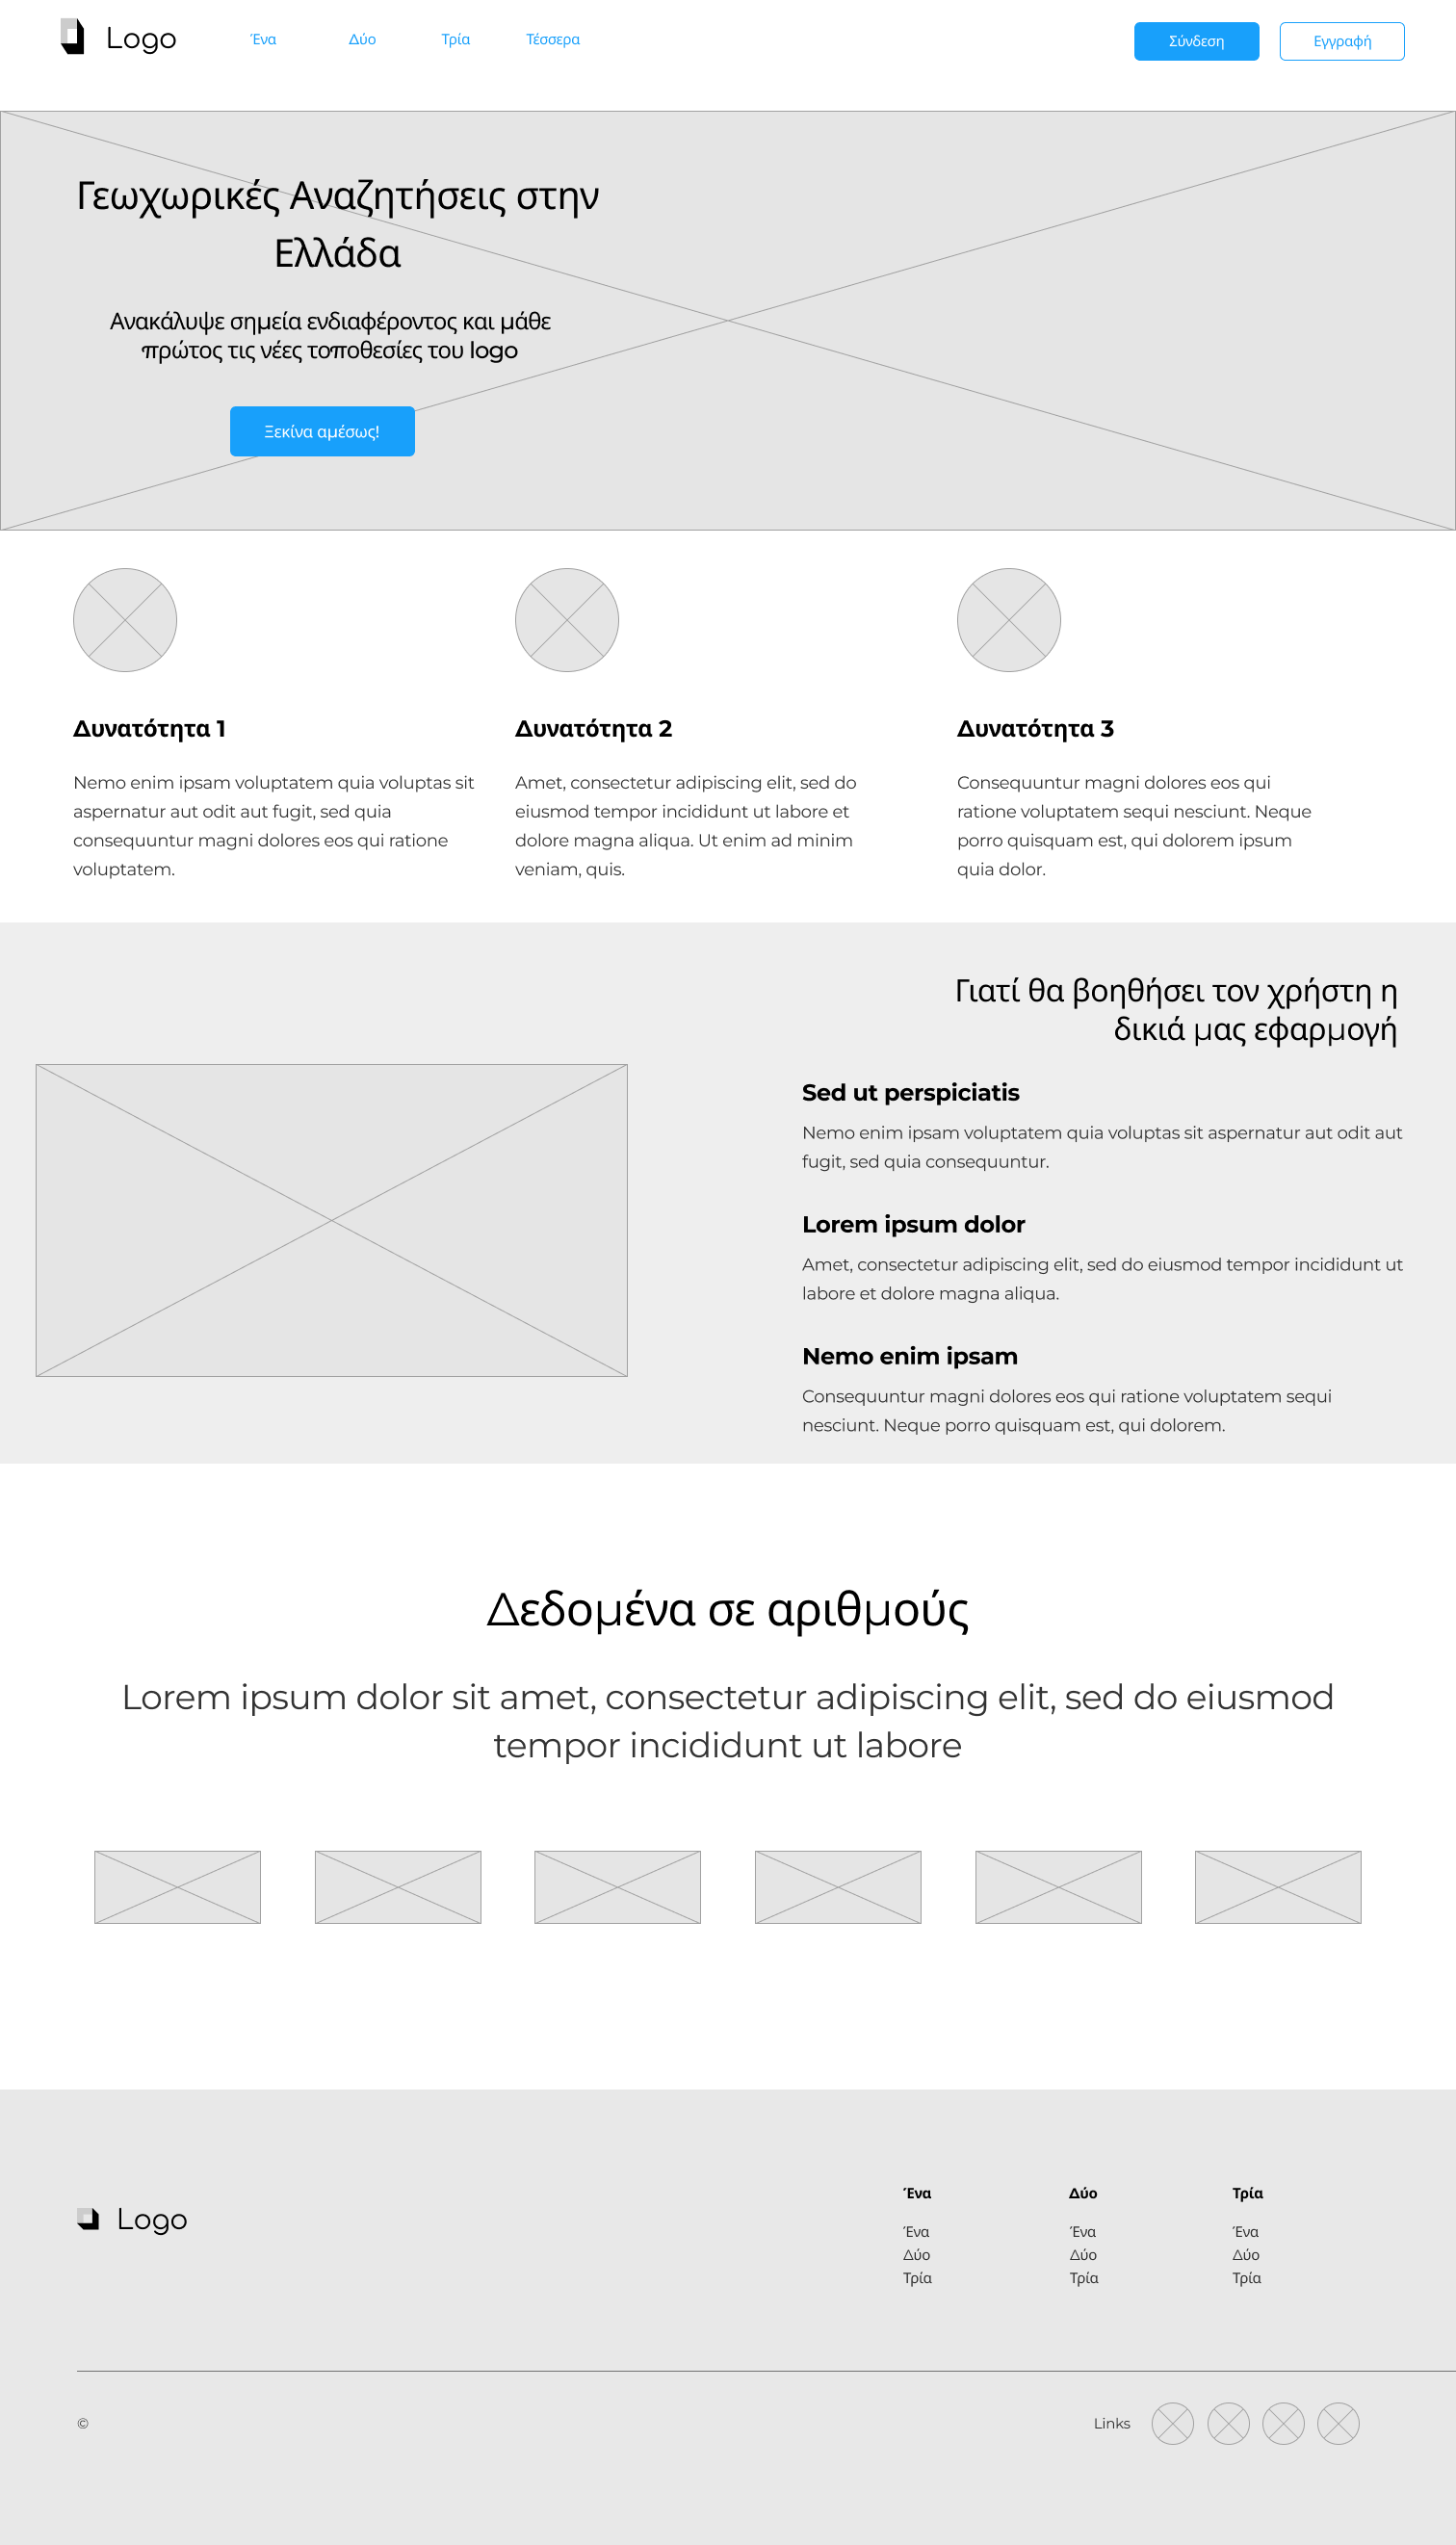 Logo
Ένα
Δύο
Τρία
Τέσσερα
Σύνδεση
Εγγραφή
Γεωχωρικές Αναζητήσεις στην
Ελλάδα
Ανακάλυψε σημεία ενδιαφέροντος και μάθε
πρώτος τις νέες τοποθεσίες του logo
Ξεκίνα αμέσως!
Δυνατότητα 1
Nemo enim ipsam voluptatem quia voluptas sit
aspernatur aut odit aut fugit, sed quia
consequuntur magni dolores eos qui ratione
voluptatem.
Δυνατότητα 2
Amet, consectetur adipiscing elit, sed do
eiusmod tempor incididunt ut labore et
dolore magna aliqua. Ut enim ad minim
veniam, quis.
Δυνατότητα 3
Consequuntur magni dolores eos qui
ratione voluptatem sequi nesciunt. Neque
porro quisquam est, qui dolorem ipsum
quia dolor.
Γιατί θα βοηθήσει τον χρήστη η
δικιά μας εφαρμογή
Sed ut perspiciatis
Nemo enim ipsam voluptatem quia voluptas sit aspernatur aut odit aut
fugit, sed quia consequuntur.
Lorem ipsum dolor
Amet, consectetur adipiscing elit, sed do eiusmod tempor incididunt ut
labore et dolore magna aliqua.
Nemo enim ipsam
Consequuntur magni dolores eos qui ratione voluptatem sequi
nesciunt. Neque porro quisquam est, qui dolorem.
Δεδομένα σε αριθμούς
Lorem ipsum dolor sit amet, consectetur adipiscing elit, sed do eiusmod
tempor incididunt ut labore
Logo
Ένα
Ένα
Δύο
Τρία
Δύο
Ένα
Δύο
Τρία
Τρία
Ένα
Δύο
Τρία
©
Links